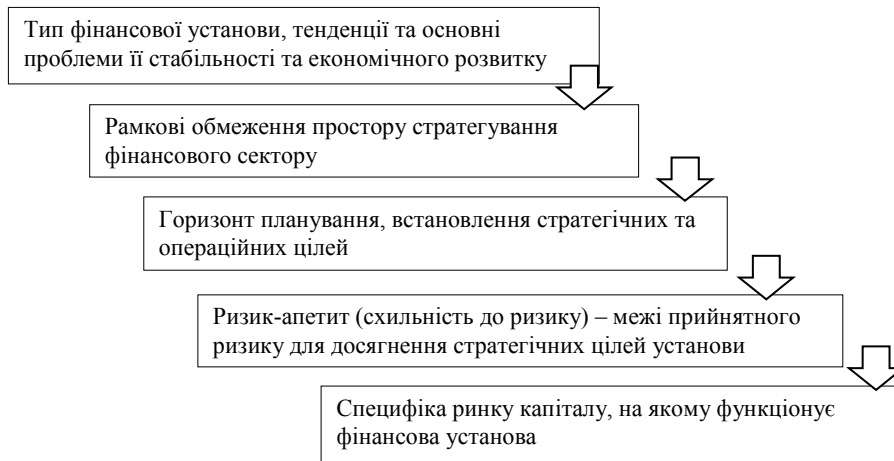 Тип фінансової установи, тенденції та основні
проблеми її стабільності та економічного розвитку
Рамкові обмеження простору стратегування
фінансового сектору
Горизонт планування, встановлення стратегічних та
операційних цілей
Ризик-апетит (схильність до ризику) – межі прийнятного
ризику для досягнення стратегічних цілей установи
Специфіка ринку капіталу, на якому функціонує
фінансова установа